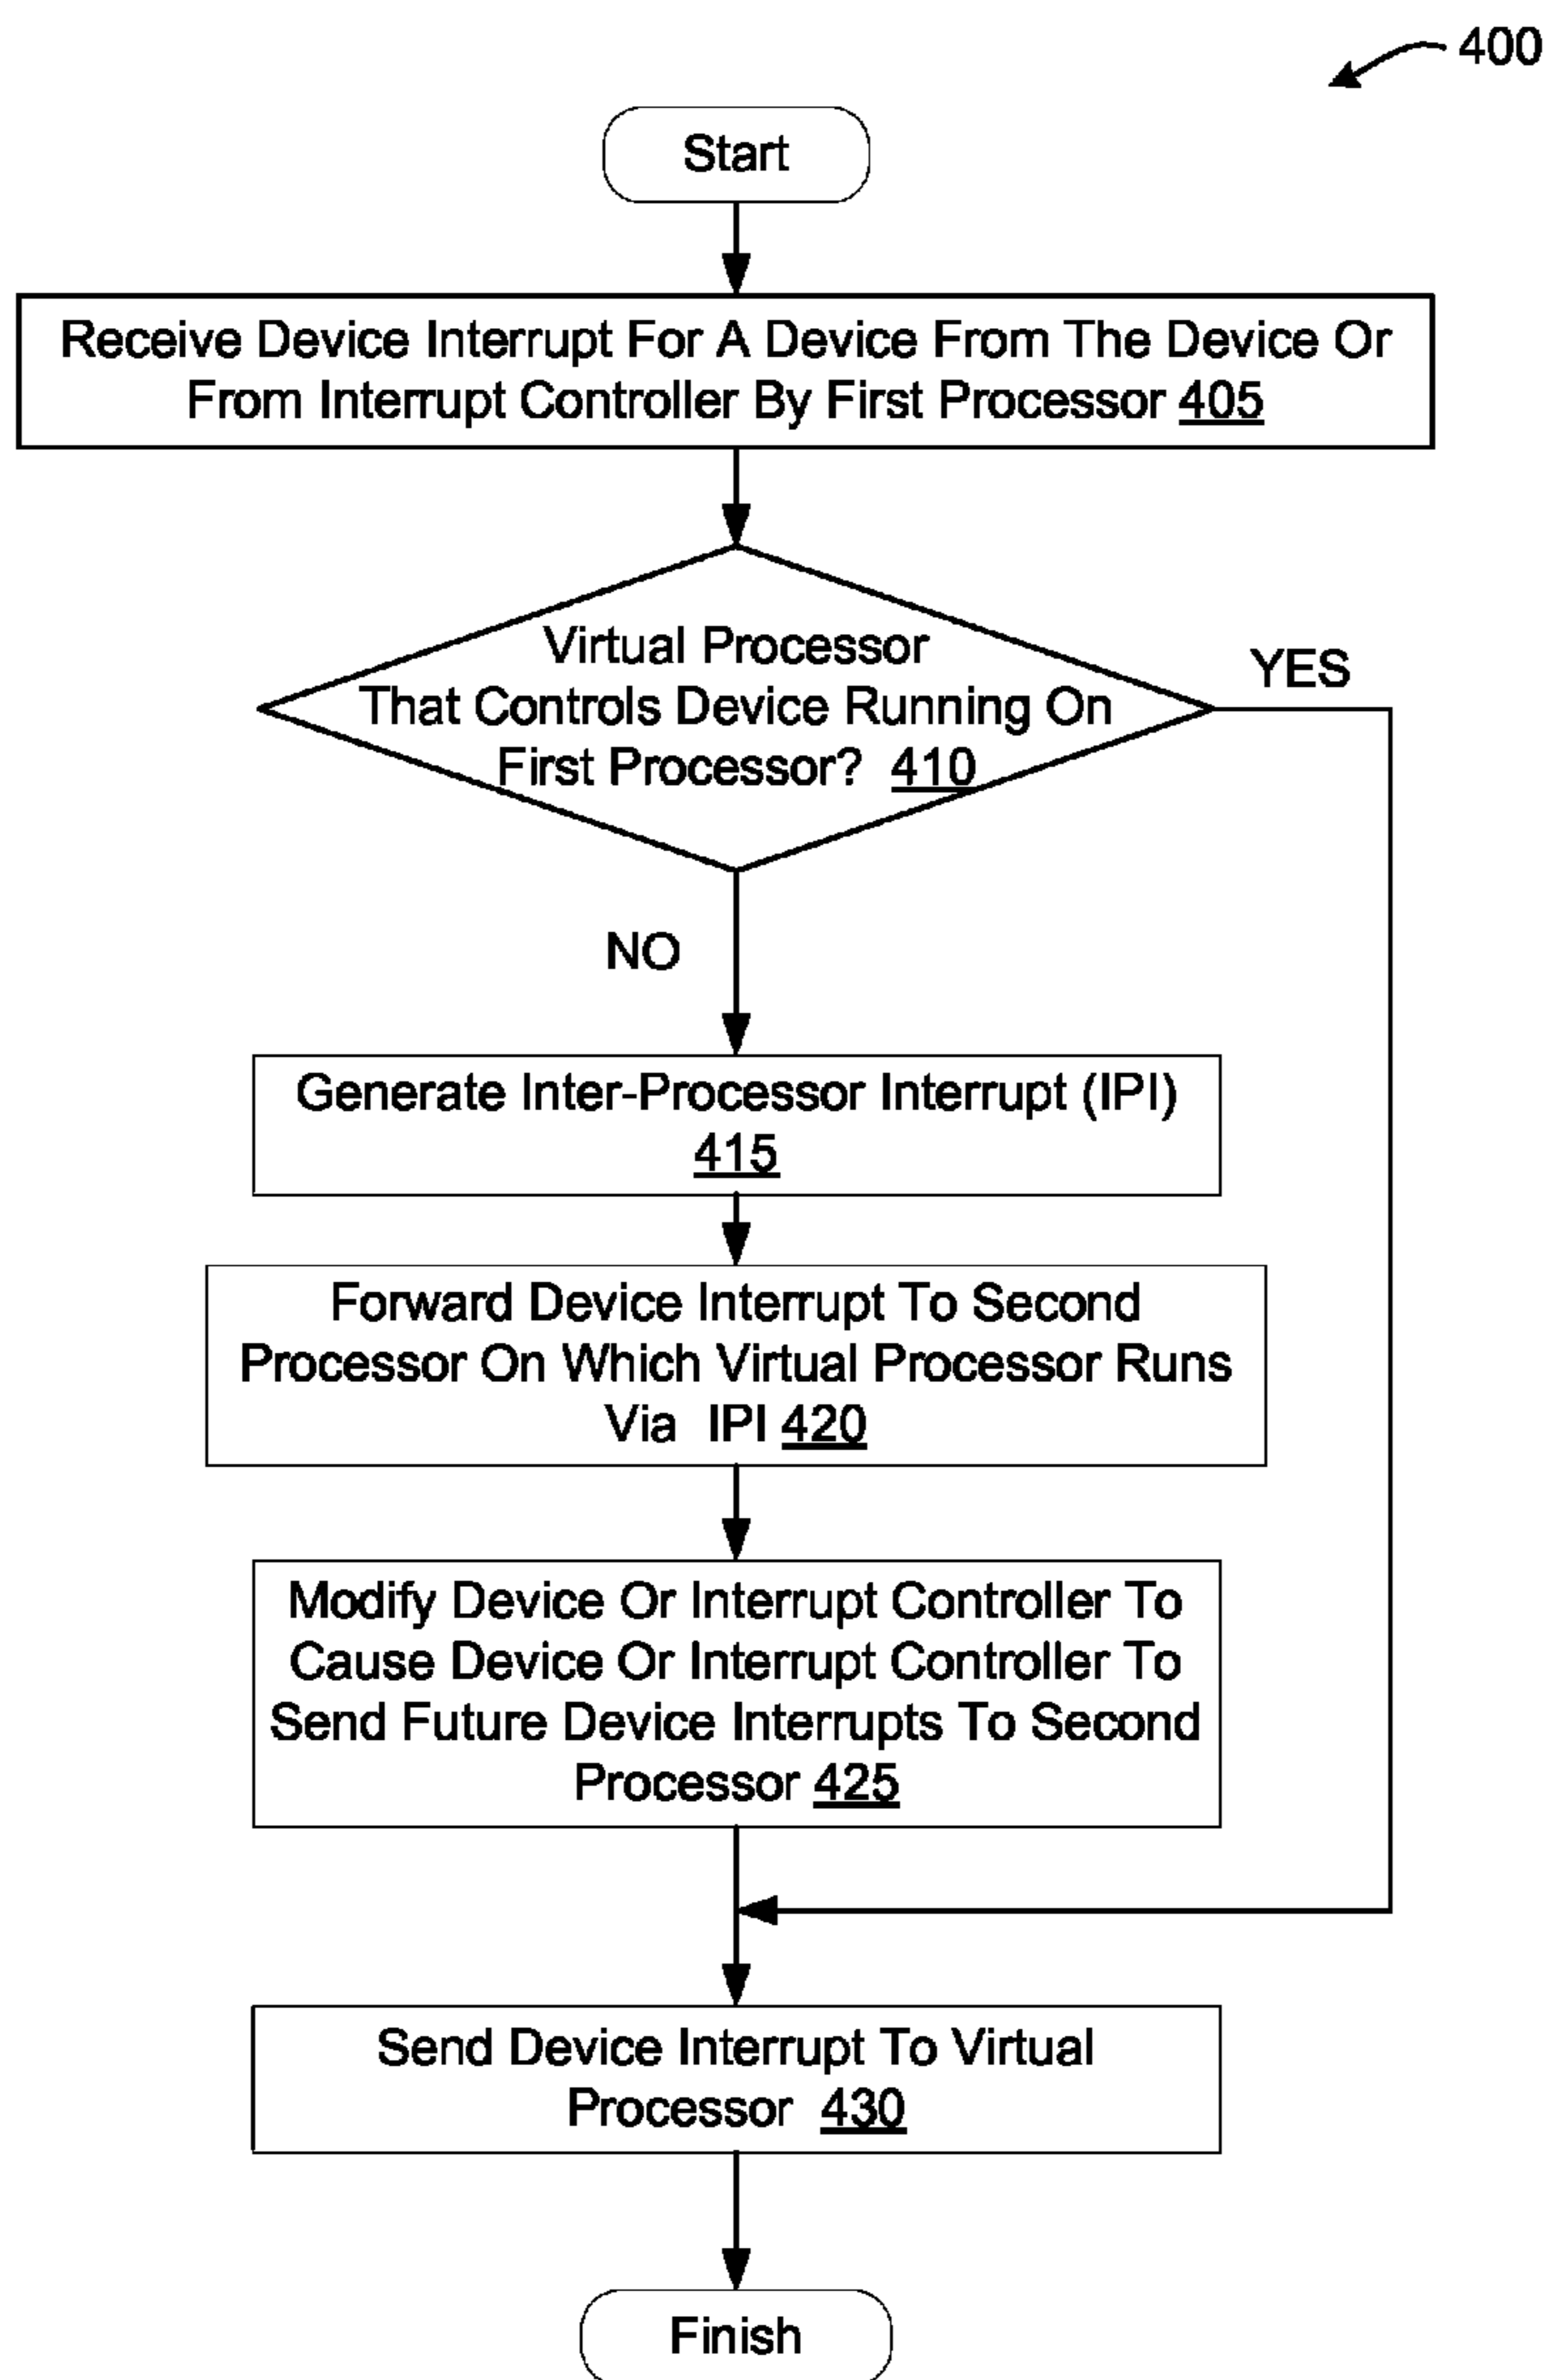 400
Start
Receive Device Interrupt For A Device From The Device Or
From Interrupt Controller By First Processor 405
Virtual Processor
That Controls Device Running On
First Processor? 410
YES
NO
Generate Inter-Processor Interrupt (IPI)
415
Forward Device Interrupt To Second
Processor On Which Virtual Processor Runs
Via IPI 420
Modify Device Or Interrupt Controller To
Cause Device Or Interrupt Controller To
Send Future Device Interrupts To Second
Processor 425
Send Device Interrupt To Virtual
Processor 430
Finish